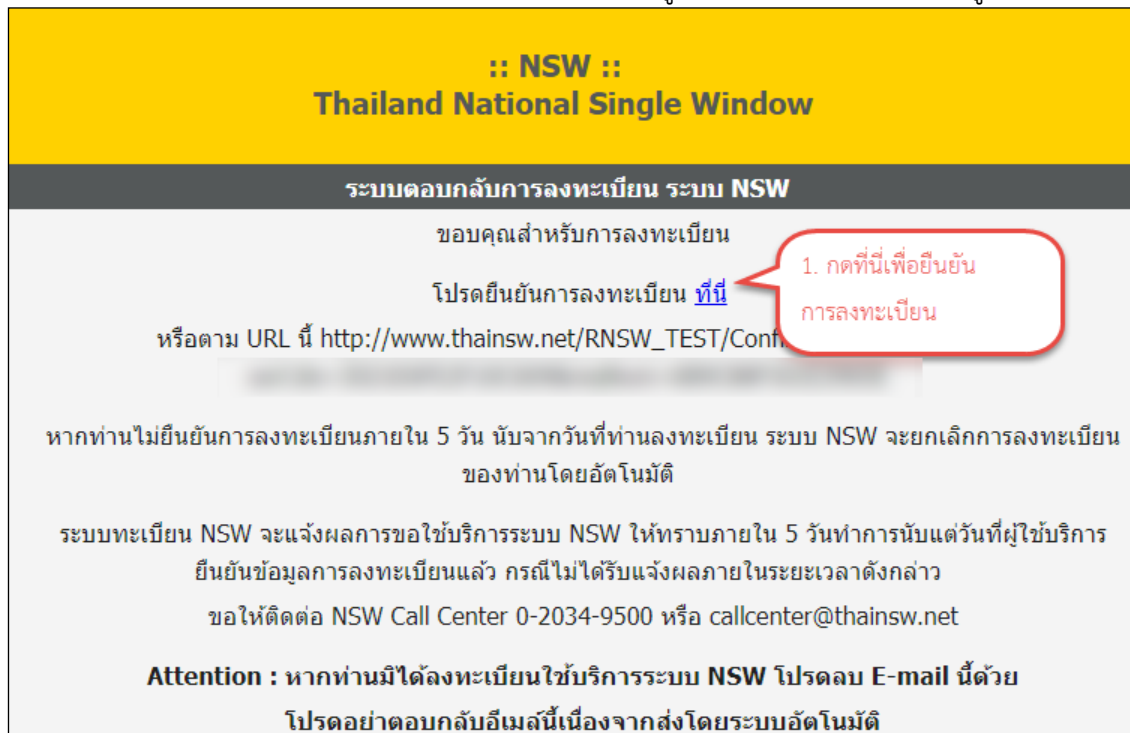 :: NSW ::
Thailand National Single Window
ระบบตอบกลับการลงทะเบียน ระบบ NSW
ขอบคุณสำหรับการลงทะเบียน
โปรดยืนยันการลงทะเบียน ที่นี่
1. กดที่นี่เพื่อยืนยัน
การลงทะเบียน
หรือตาม URL นี้ http://www.thainsw.net/RNSW_TEST/Conf
หากท่านไม่ยืนยันการลงทะเบียนภายใน 5 วัน นับจากวันที่ท่านลงทะเบียน ระบบ NSW จะยกเลิกการลงทะเบียน
ของท่านโดยอัตโนมัติ
ระบบทะเบียน NSW จะแจ้งผลการขอใช้บริการระบบ NSW ให้ทราบภายใน 5 วันทำการนับแต่วันที่ผู้ใช้บริการ
ยืนยันข้อมูลการลงทะเบียนแล้ว กรณีไม่ได้รับแจ้งผลภายในระยะเวลาดังกล่าว
ขอให้ติดต่อ NSW Call Center 0-2034-9500 หรือ callcenter@thainsw.net
Attention : หากท่านมิได้ลงทะเบียนใช้บริการระบบ NSW โปรดลบ E-mail นี้ด้วย
โปรดอย่าตอบกลับอีเมล์นี้เนื่องจากส่งโดยระบบอัตโนมัติ